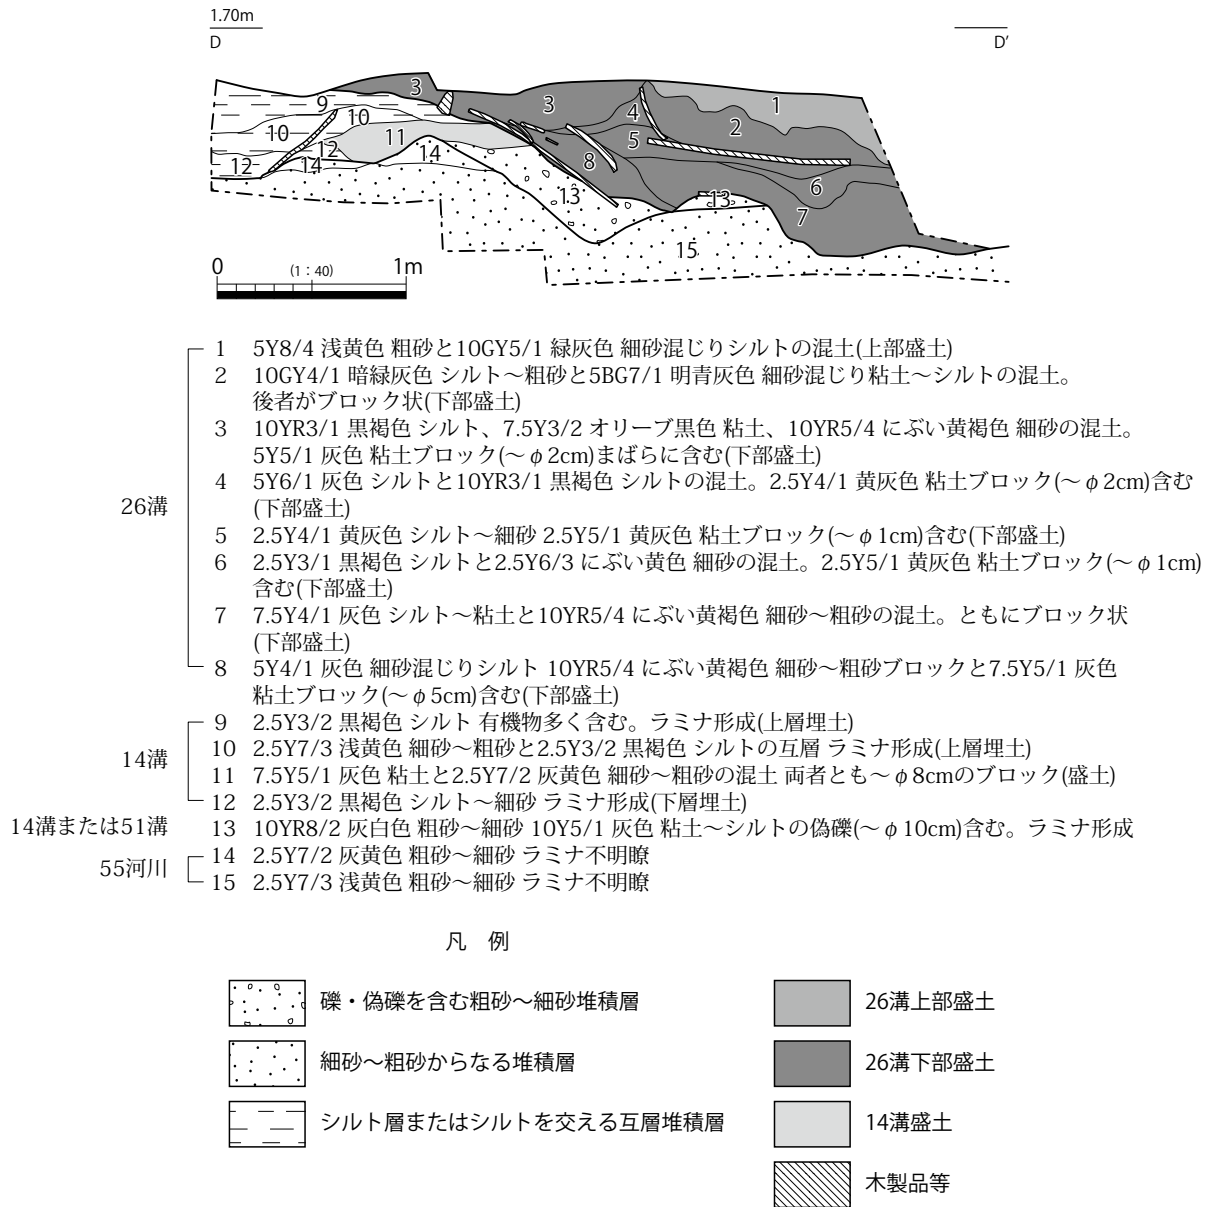 1.70m
D D’
3 1
9 3
10 4
10 2
11 5
12 14 8
12 14 6
13 13
7
15
0 (1：40) 1m
1 5Y8/4 浅黄色 粗砂と10GY5/1 緑灰色 細砂混じりシルトの混土(上部盛土)
2 10GY4/1 暗緑灰色 シルト～粗砂と5BG7/1 明青灰色 細砂混じり粘土～シルトの混土。
後者がブロック状(下部盛土)
3 10YR3/1 黒褐色 シルト、7.5Y3/2 オリーブ黒色 粘土、10YR5/4 にぶい黄褐色 細砂の混土。
5Y5/1 灰色 粘土ブロック(～φ2cm)まばらに含む(下部盛土)
4 5Y6/1 灰色 シルトと10YR3/1 黒褐色 シルトの混土。2.5Y4/1 黄灰色 粘土ブロック(～φ2cm)含む
(下部盛土)
26溝
5 2.5Y4/1 黄灰色 シルト～細砂 2.5Y5/1 黄灰色 粘土ブロック(～φ1cm)含む(下部盛土)
6 2.5Y3/1 黒褐色 シルトと2.5Y6/3 にぶい黄色 細砂の混土。2.5Y5/1 黄灰色 粘土ブロック(～φ1cm)
含む(下部盛土)
7 7.5Y4/1 灰色 シルト～粘土と10YR5/4 にぶい黄褐色 細砂～粗砂の混土。ともにブロック状
(下部盛土)
8 5Y4/1 灰色 細砂混じりシルト 10YR5/4 にぶい黄褐色 細砂～粗砂ブロックと7.5Y5/1 灰色
粘土ブロック(～φ5cm)含む(下部盛土)
9 2.5Y3/2 黒褐色 シルト 有機物多く含む。ラミナ形成(上層埋土)
14溝
10 2.5Y7/3 浅黄色 細砂～粗砂と2.5Y3/2 黒褐色 シルトの互層 ラミナ形成(上層埋土)
11 7.5Y5/1 灰色 粘土と2.5Y7/2 灰黄色 細砂～粗砂の混土 両者とも～φ8cmのブロック(盛土)
12 2.5Y3/2 黒褐色 シルト～細砂 ラミナ形成(下層埋土)
14溝または51溝 13 10YR8/2 灰白色 粗砂～細砂 10Y5/1 灰色 粘土～シルトの偽礫(～φ10cm)含む。ラミナ形成
55河川
14 2.5Y7/2 灰黄色 粗砂～細砂 ラミナ不明瞭
15 2.5Y7/3 浅黄色 粗砂～細砂 ラミナ不明瞭
凡 例
礫・偽礫を含む粗砂～細砂堆積層
細砂～粗砂からなる堆積層
シルト層またはシルトを交える互層堆積層
26溝上部盛土
26溝下部盛土
14溝盛土
木製品等